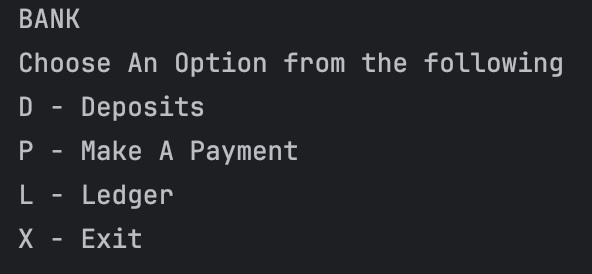 BANK
Choose An Option from the following
D - Deposits
P - Make A Payment
L - Ledger
X - Exit